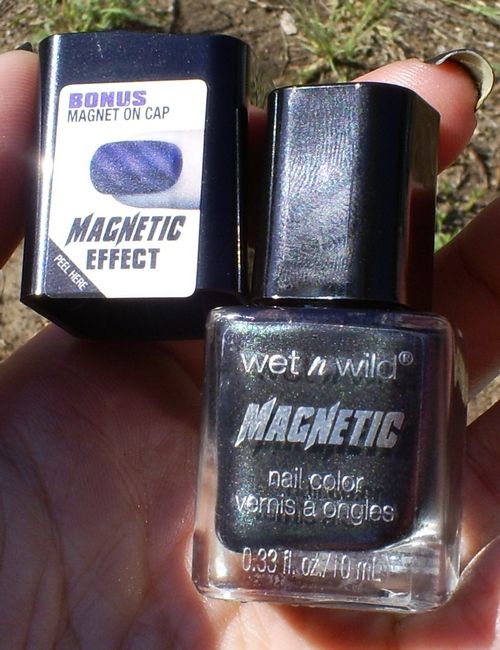 BONUS
MAGNET ON CAP
MAGNETIC
EFFECT
PEEL HERE
wet n wild®
MAGNETIC
nail color
vernis à ongles
0.33 fl. oz./10 mL